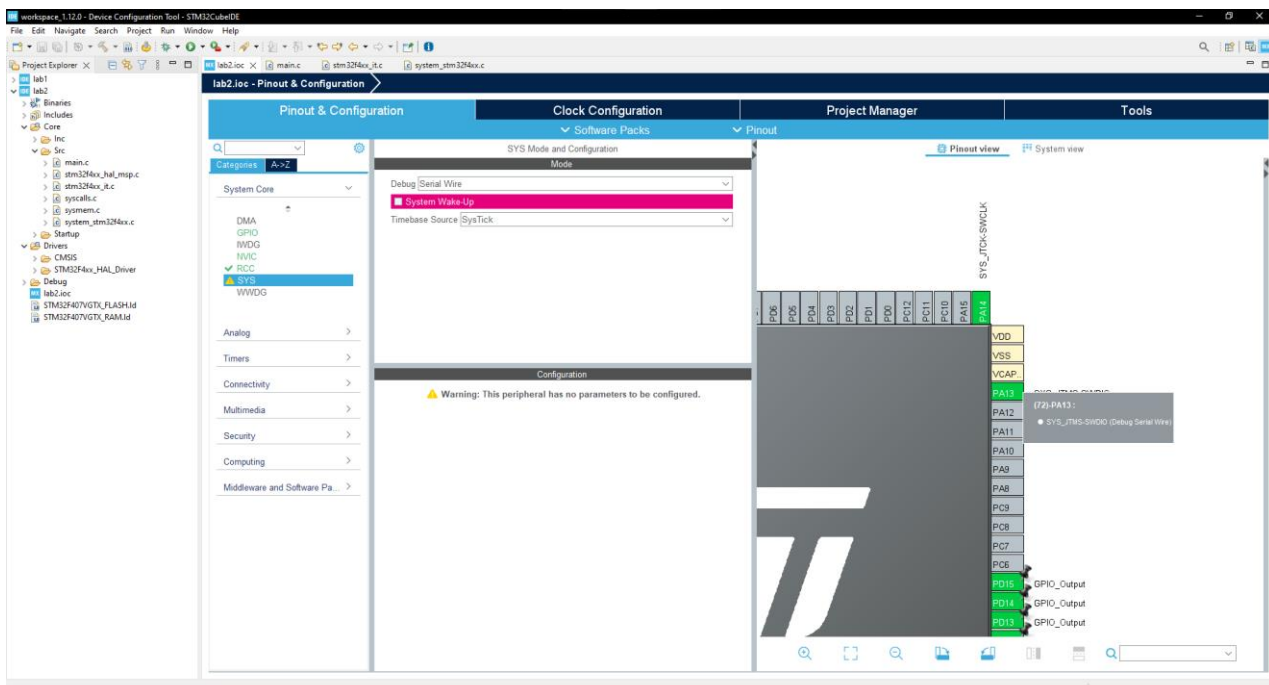 workspace_1.12.0 - Device Configuration Tool - STM32CubeIDE
File Edit Navigate Search Project Run Window Help
Project Explorer
lab2.ioc
main.c
stm32f4xx_it.c
system_stm32f4xx.c
lab1
lab2
Binaries
Includes
Core
Inc
Src
main.c
stm32f4xx_hal_msp.c
stm32f4xx_it.c
syscalls.c
sysmem.c
system_stm32f4xx.c
Startup
Drivers
CMSIS
STM32F4xx_HAL_Driver
Debug
lab2.ioc
STM32F407VGTX_FLASH.ld
STM32F407VGTX_RAM.ld
lab2.ioc - Pinout & Configuration
Pinout & Configuration
Clock Configuration
Project Manager
Tools
Software Packs
Pinout
Categories
A->Z
System Core
DMA
GPIO
IWDG
NVIC
RCC
SYS
WWDG
Analog
Timers
Connectivity
Multimedia
Security
Computing
Middleware and Software Pa...
SYS Mode and Configuration
Mode
Debug Serial Wire
System Wake-Up
Timebase Source SysTick
Configuration
Warning: This peripheral has no parameters to be configured.
Pinout view
System view
SYS_JTCK-SWCLK
PD6
PD5
PD4
PD3
PD2
PD1
PD0
PC12
PC11
PC10
PA15
PA14
VDD
VSS
VCAP..
PA13
(72)-PA13 :
SYS_JTMS-SWDIO (Debug Serial Wire)
PA12
PA11
PA10
PA9
PA8
PC9
PC8
PC7
PC6
PD15 GPIO_Output
PD14 GPIO_Output
PD13 GPIO_Output